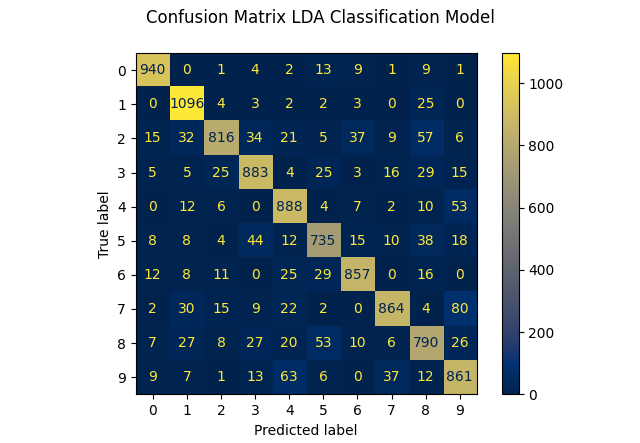 Confusion Matrix LDA Classification Model
True label
0 940 0 1 4 2 13 9 1 9 1
1 0 1096 4 3 2 2 3 0 25 0
2 15 32 816 34 21 5 37 9 57 6
3 5 5 25 883 4 25 3 16 29 15
4 0 12 6 0 888 4 7 2 10 53
5 8 8 4 44 12 735 15 10 38 18
6 12 8 11 0 25 29 857 0 16 0
7 2 30 15 9 22 2 0 864 4 80
8 7 27 8 27 20 53 10 6 790 26
9 9 7 1 13 63 6 0 37 12 861
0 1 2 3 4 5 6 7 8 9
Predicted label
1000
800
600
400
200
0